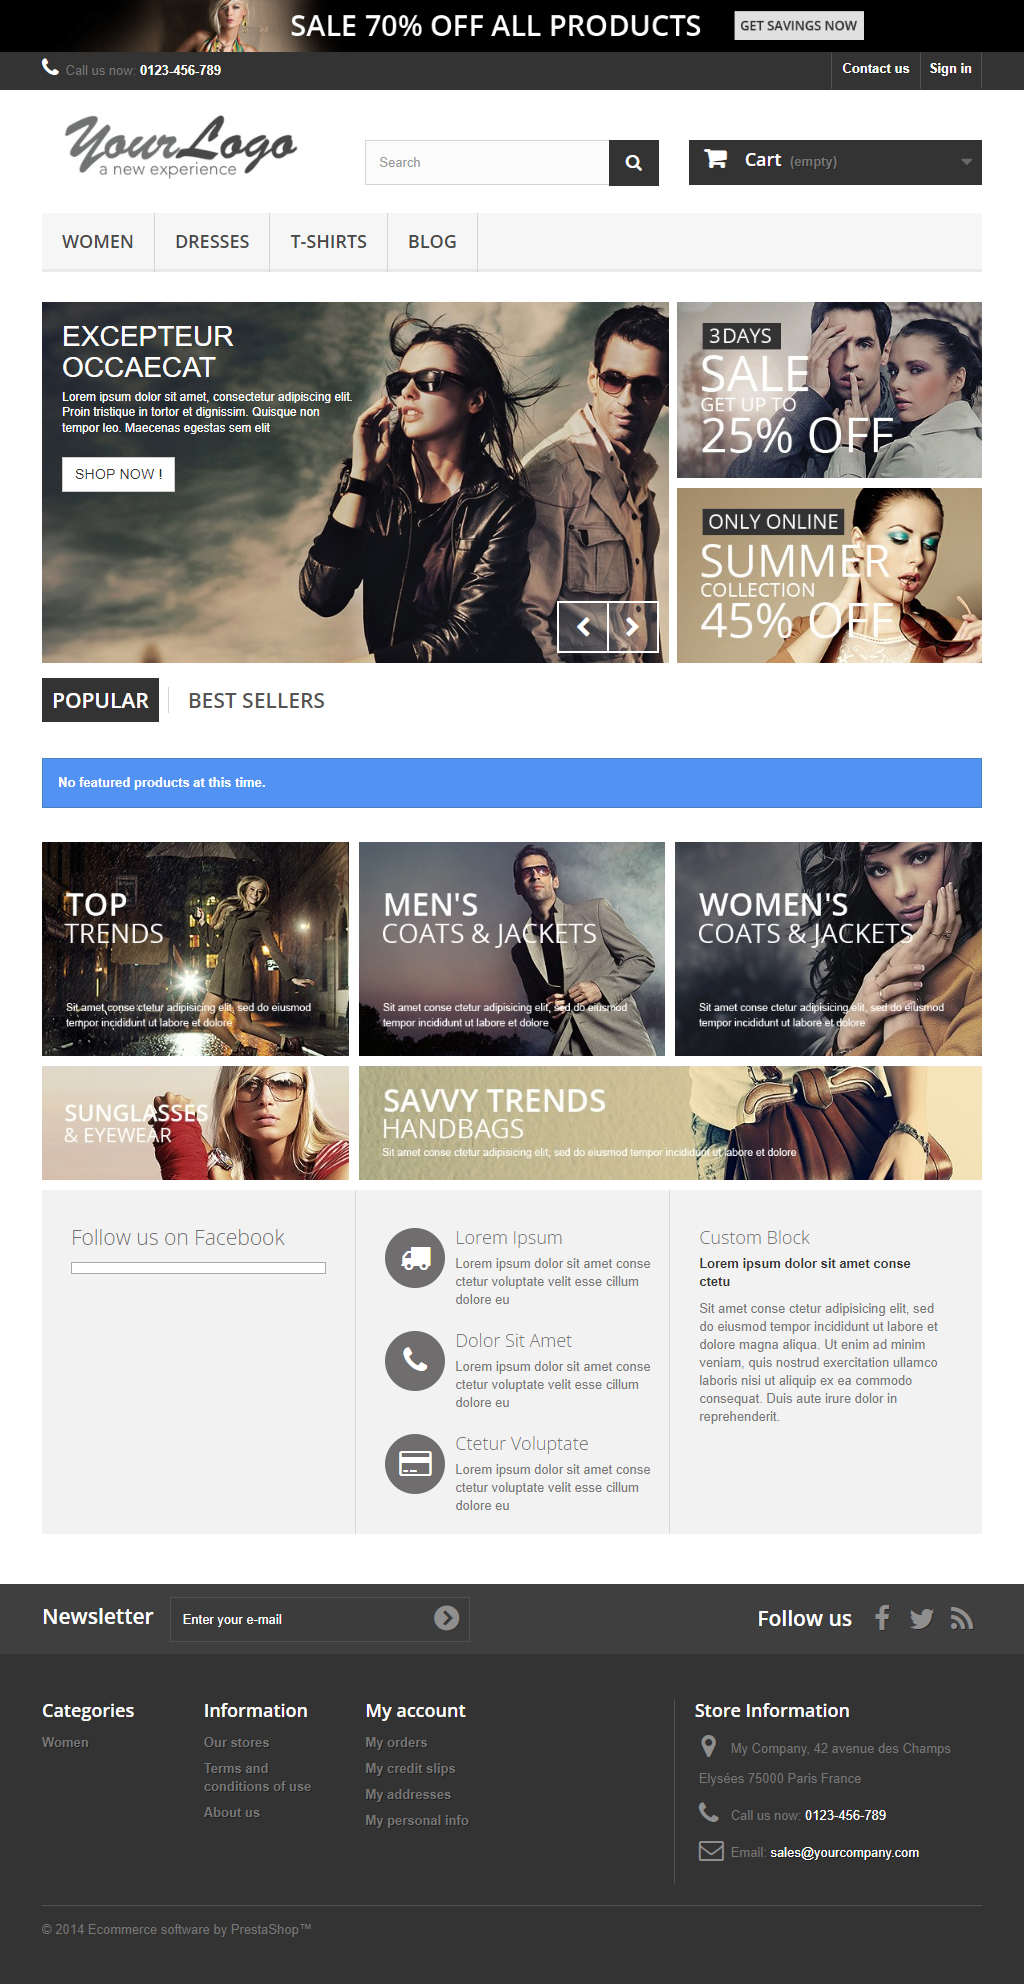 SALE 70% OFF ALL PRODUCTS
GET SAVINGS NOW
Call us now: 0123-456-789
Contact us
Sign in
YourLogo
a new experience
Search
Cart (empty)
WOMEN
DRESSES
T-SHIRTS
BLOG
EXCEPTEUR
OCCAECAT
Lorem ipsum dolor sit amet, consectetur adipiscing elit.
Proin tristique in tortor et dignissim. Quisque non
tempor leo. Maecenas egestas sem elit
SHOP NOW !
3DAYS
SALE
GET UP TO
25% OFF
ONLY ONLINE
SUMMER
COLLECTION
45% OFF
POPULAR
BEST SELLERS
No featured products at this time.
TOP
TRENDS
Sit amet conse ctetur adipisicing elit, sed do eiusmod
tempor incididunt ut labore et dolore
MEN'S
COATS & JACKETS
Sit amet conse ctetur adipisicing elit, sed do eiusmod
tempor incididunt ut labore et dolore
WOMEN'S
COATS & JACKETS
Sit amet conse ctetur adipisicing elit, sed do eiusmod
tempor incididunt ut labore et dolore
SUNGLASSES
& EYEWEAR
SAVVY TRENDS
HANDBAGS
Sit amet conse ctetur adipisicing elit, sed do eiusmod tempor incididunt ut labore et dolore
Follow us on Facebook
Lorem Ipsum
Lorem ipsum dolor sit amet conse
ctetur voluptate velit esse cillum
dolore eu
Dolor Sit Amet
Lorem ipsum dolor sit amet conse
ctetur voluptate velit esse cillum
dolore eu
Ctetur Voluptate
Lorem ipsum dolor sit amet conse
ctetur voluptate velit esse cillum
dolore eu
Custom Block
Lorem ipsum dolor sit amet conse
ctetu
Sit amet conse ctetur adipisicing elit, sed
do eiusmod tempor incididunt ut labore et
dolore magna aliqua. Ut enim ad minim
veniam, quis nostrud exercitation ullamco
laboris nisi ut aliquip ex ea commodo
consequat. Duis aute irure dolor in
reprehenderit.
Newsletter
Enter your e-mail
Follow us
Categories
Women
Information
Our stores
Terms and
conditions of use
About us
My account
My orders
My credit slips
My addresses
My personal info
Store Information
My Company, 42 avenue des Champs
Elysées 75000 Paris France
Call us now: 0123-456-789
Email: sales@yourcompany.com
© 2014 Ecommerce software by PrestaShop™